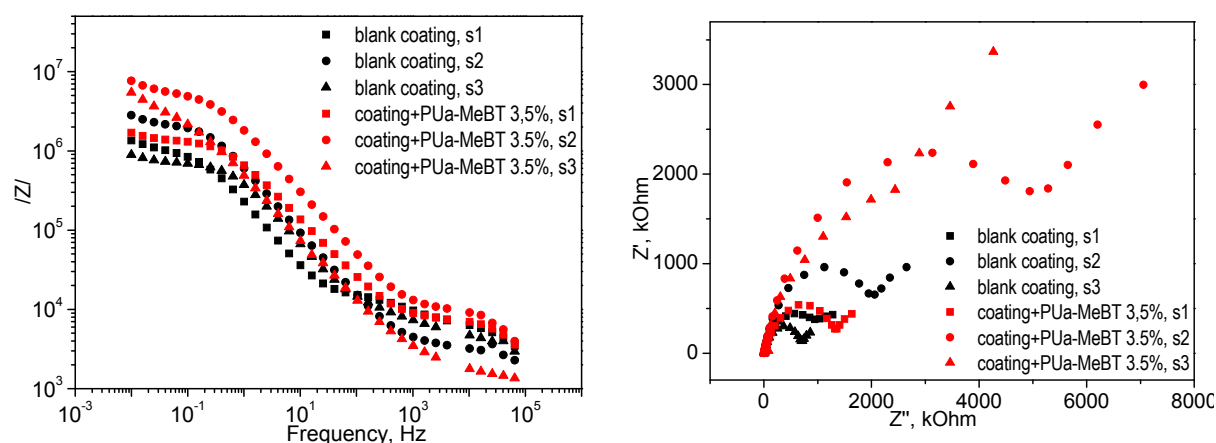 /Z/
10^7
10^6
10^5
10^4
10^3
10^-3
10^-1
10^1
10^3
10^5
Frequency, Hz
blank coating, s1
blank coating, s2
blank coating, s3
coating+PUa-MeBT 3,5%, s1
coating+PUa-MeBT 3.5%, s2
coating+PUa-MeBT 3.5%, s3
Z', kOhm
3000
2000
1000
0
0
2000
4000
6000
8000
Z'', kOhm
blank coating, s1
blank coating, s2
blank coating, s3
coating+PUa-MeBT 3,5%, s1
coating+PUa-MeBT 3.5%, s2
coating+PUa-MeBT 3.5%, s3